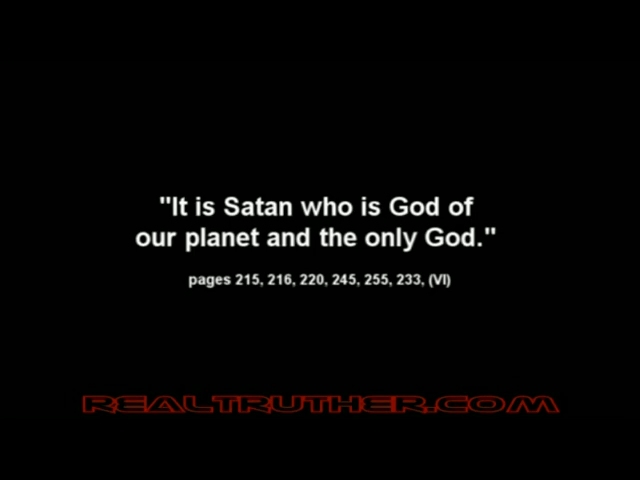 "It is Satan who is God of
our planet and the only God."
pages 215, 216, 220, 245, 255, 233, (VI)
REALTRUTHER.COM